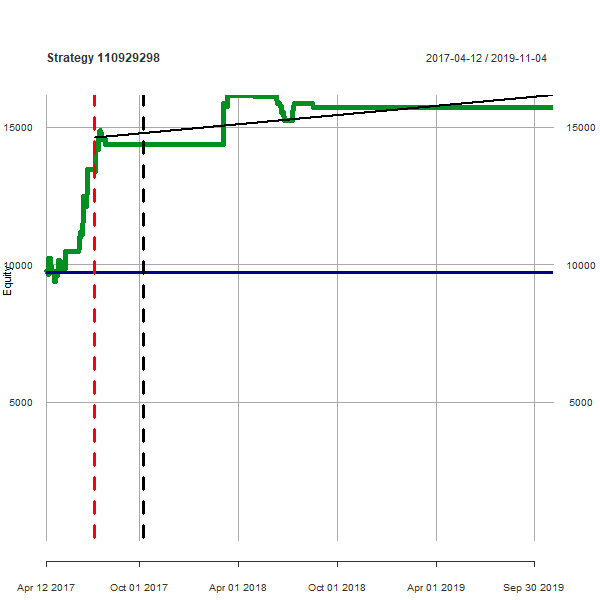 Strategy 110929298
2017-04-12 / 2019-11-04
15000
15000
10000
10000
Equity
5000
5000
Apr 12 2017
Oct 01 2017
Apr 01 2018
Oct 01 2018
Apr 01 2019
Sep 30 2019